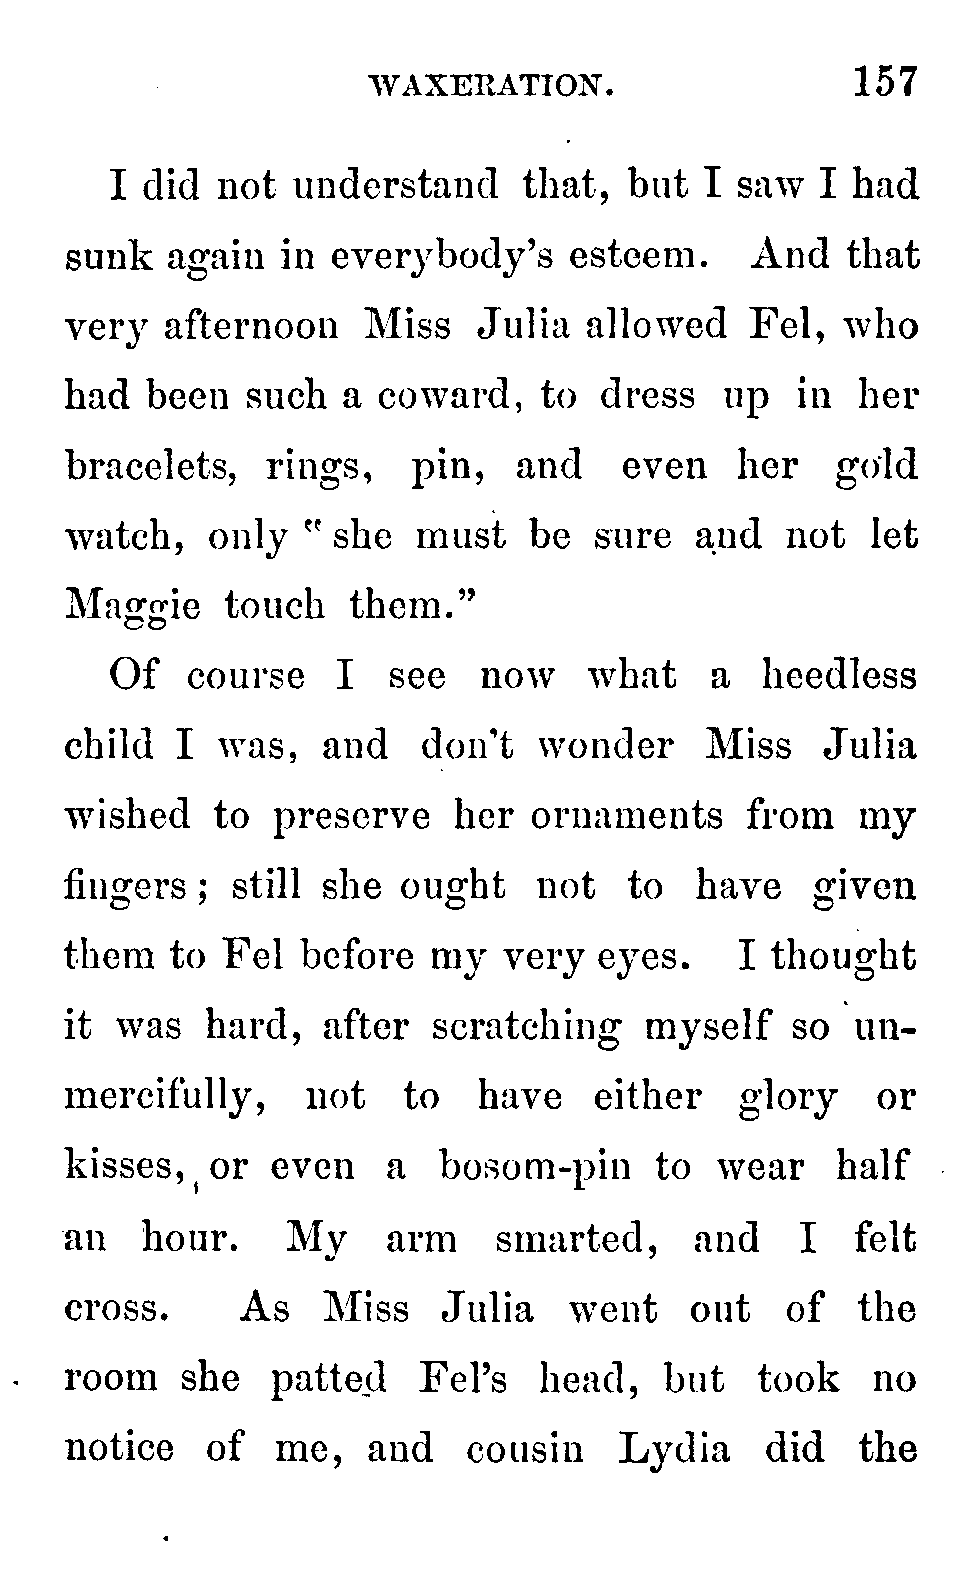 WAXERATION. 157
I did not understand that, but I saw I had
sunk again in everybody's esteem. And that
very afternoon Miss Julia allowed Fel, who
had been such a coward, to dress up in her
bracelets, rings, pin, and even her gold
watch, only "she must be sure and not let
Maggie touch them."
Of course I see now what a heedless
child I was, and don't wonder Miss Julia
wished to preserve her ornaments from my
fingers; still she ought not to have given
them to Fel before my very eyes. I thought
it was hard, after scratching myself so un-
mercifully, not to have either glory or
kisses, or even a bosom-pin to wear half
an hour. My arm smarted, and I felt
cross. As Miss Julia went out of the
room she patted Fel's head, but took no
notice of me, and cousin Lydia did the